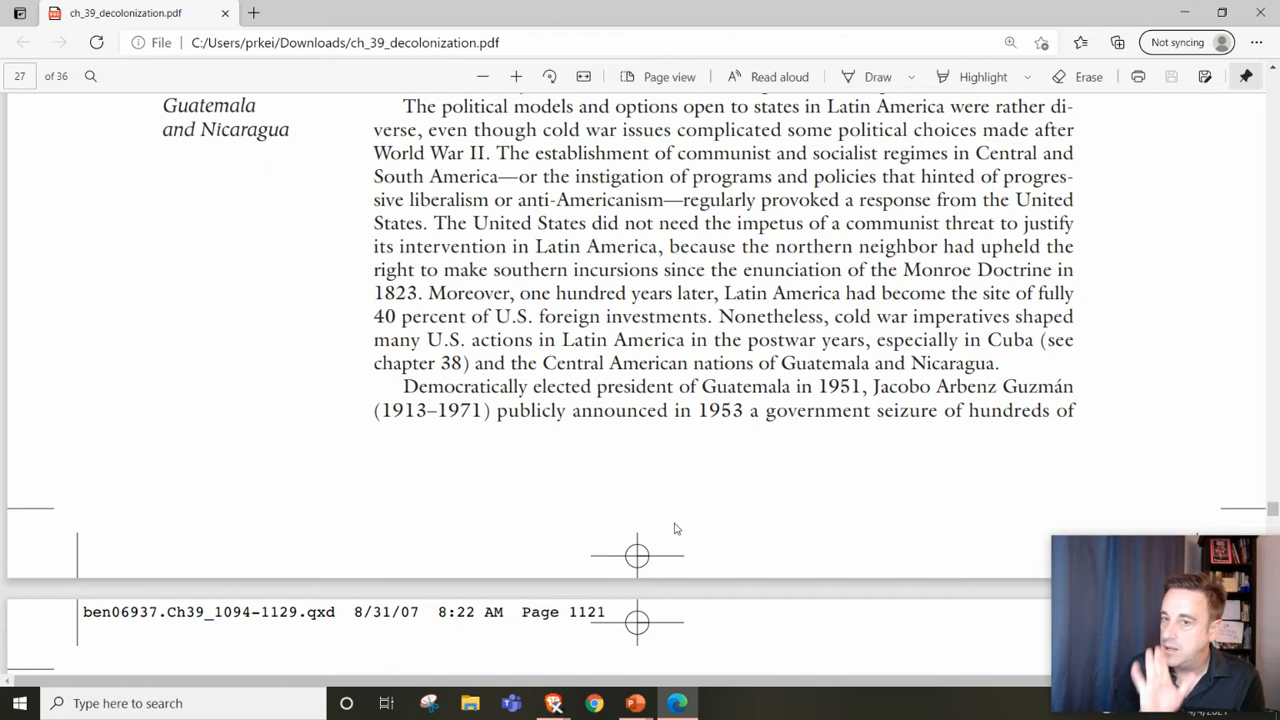 ch_39_decolonization.pdf
File C:/Users/prkei/Downloads/ch_39_decolonization.pdf
Not syncing
27 of 36
Page view
Read aloud
Draw
Highlight
Erase
Guatemala
and Nicaragua
The political models and options open to states in Latin America were rather di-
verse, even though cold war issues complicated some political choices made after
World War II. The establishment of communist and socialist regimes in Central and
South America—or the instigation of programs and policies that hinted of progres-
sive liberalism or anti-Americanism—regularly provoked a response from the United
States. The United States did not need the impetus of a communist threat to justify
its intervention in Latin America, because the northern neighbor had upheld the
right to make southern incursions since the enunciation of the Monroe Doctrine in
1823. Moreover, one hundred years later, Latin America had become the site of fully
40 percent of U.S. foreign investments. Nonetheless, cold war imperatives shaped
many U.S. actions in Latin America in the postwar years, especially in Cuba (see
chapter 38) and the Central American nations of Guatemala and Nicaragua.
Democratically elected president of Guatemala in 1951, Jacobo Arbenz Guzmán
(1913–1971) publicly announced in 1953 a government seizure of hundreds of
ben06937.Ch39_1094-1129.qxd 8/31/07 8:22 AM Page 1121
Type here to search